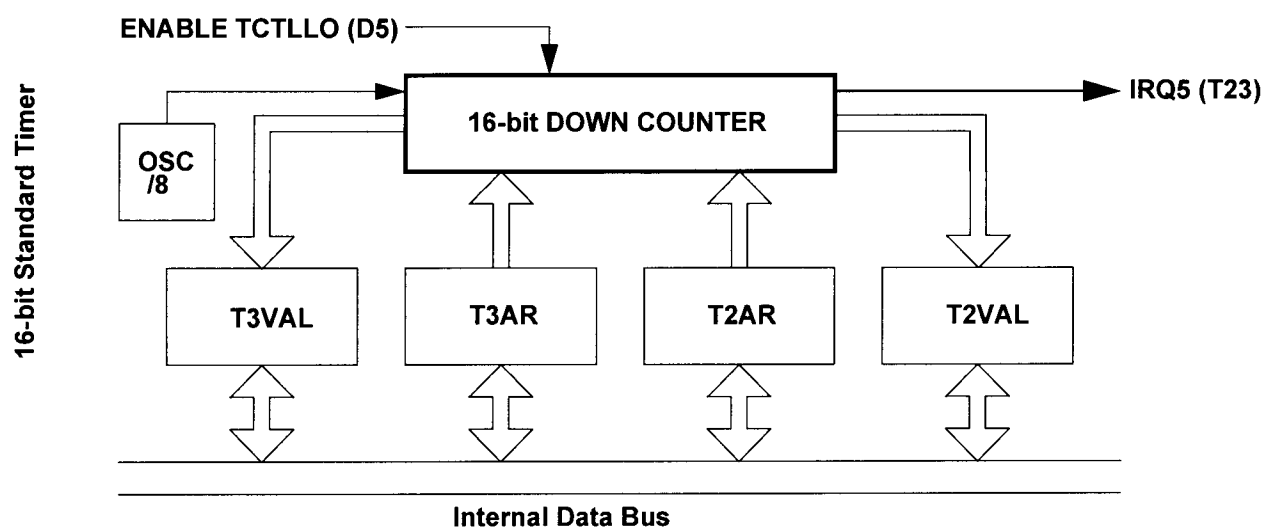 ENABLE TCTLLO (D5)
16-bit Standard Timer
16-bit DOWN COUNTER
IRQ5 (T23)
OSC
/8
T3VAL
T3AR
T2AR
T2VAL
Internal Data Bus